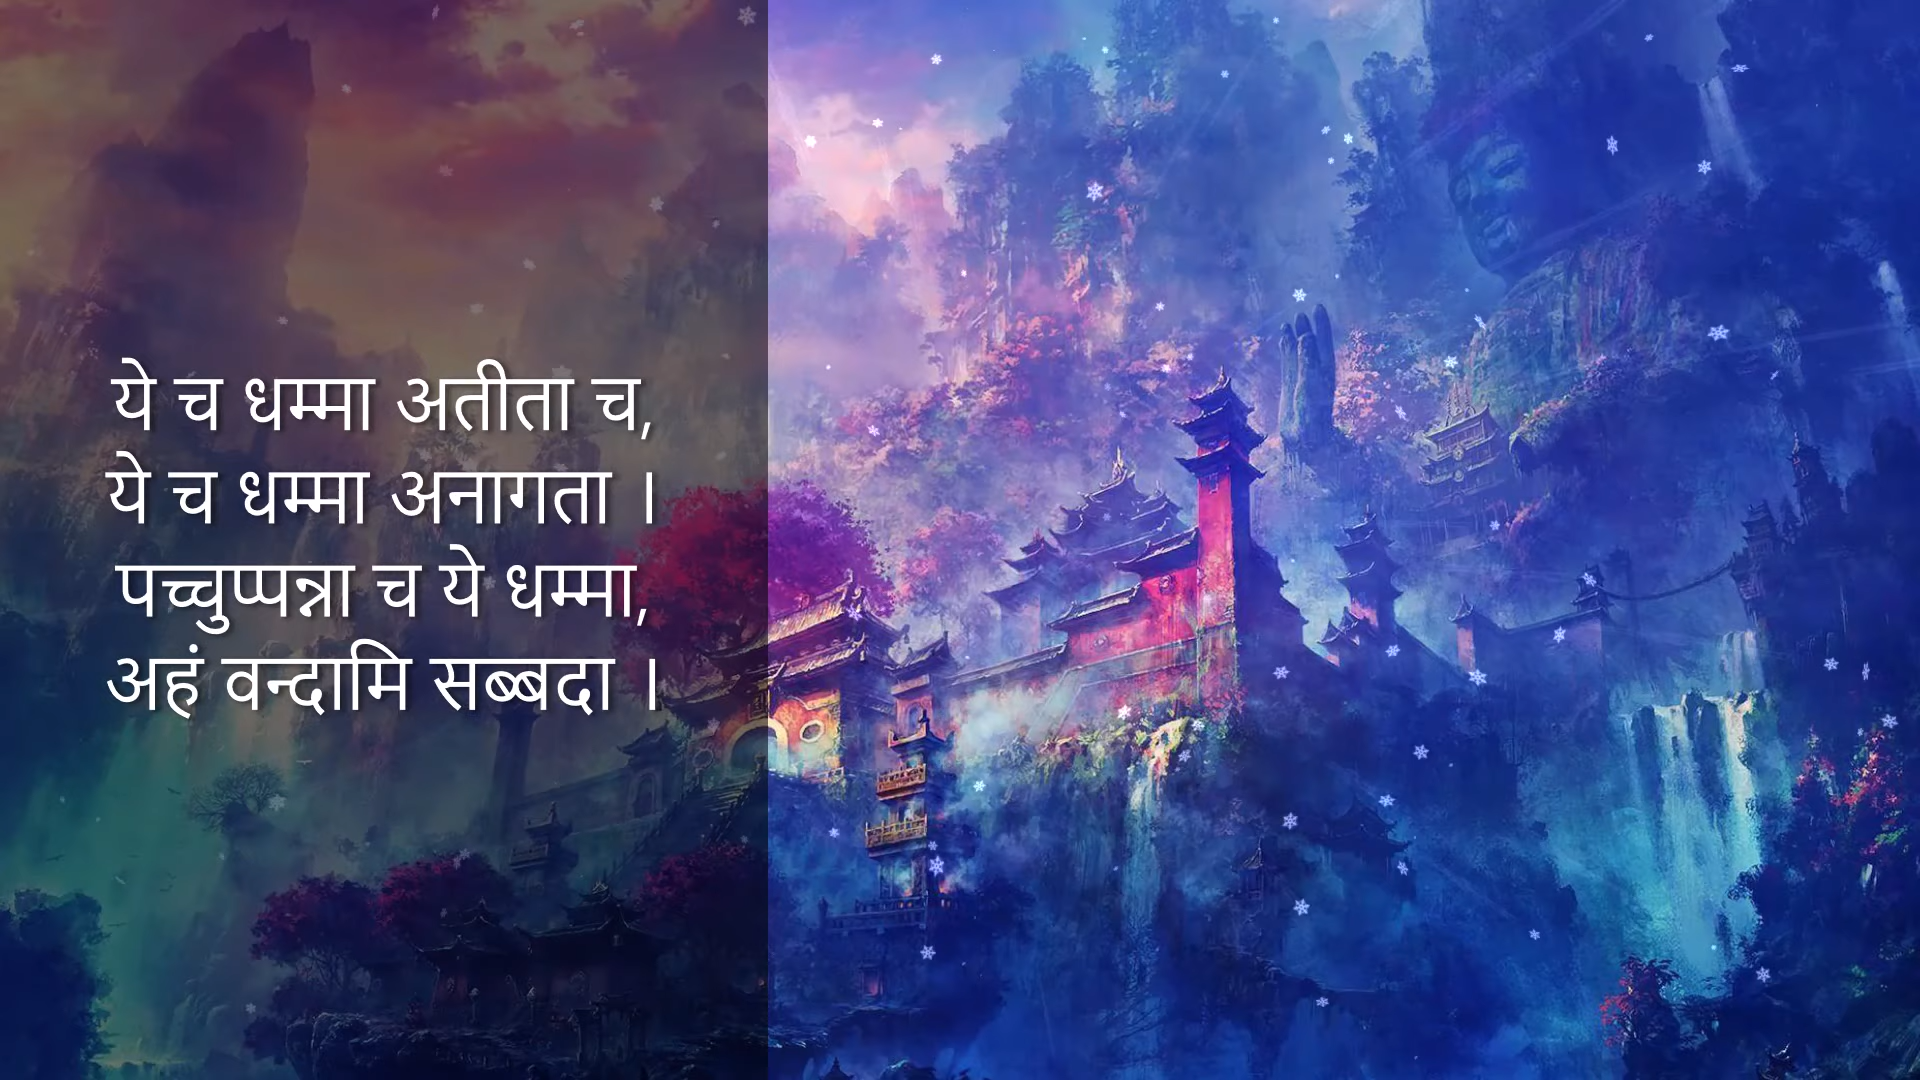 ये च धम्मा अतीता च,
ये च धम्मा अनागता ।
पच्चुप्पन्ना च ये धम्मा,
अहं वन्दामि सब्बदा ।